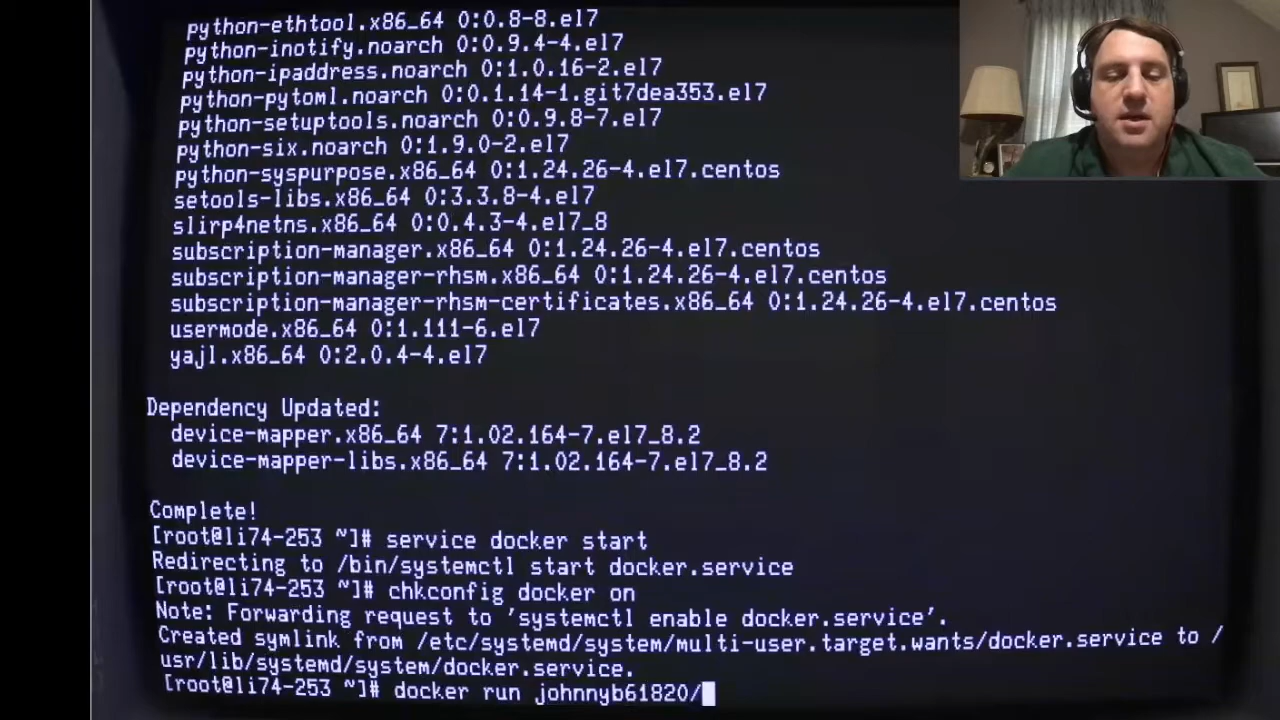 python-ethtool.x86_64 0:0.8-8.el7
python-inotify.noarch 0:0.9.4-4.el7
python-ipaddress.noarch 0:1.0.16-2.el7
python-pytoml.noarch 0:0.1.14-1.git7dea353.el7
python-setuptools.noarch 0:0.9.8-7.el7
python-six.noarch 0:1.9.0-2.el7
python-syspurpose.x86_64 0:1.24.26-4.el7.centos
setools-libs.x86_64 0:3.3.8-4.el7
slirp4netns.x86_64 0:0.4.3-4.el7_8
subscription-manager.x86_64 0:1.24.26-4.el7.centos
subscription-manager-rhsm.x86_64 0:1.24.26-4.el7.centos
subscription-manager-rhsm-certificates.x86_64 0:1.24.26-4.el7.centos
usermode.x86_64 0:1.111-6.el7
yajl.x86_64 0:2.0.4-4.el7
Dependency Updated:
device-mapper.x86_64 7:1.02.164-7.el7_8.2
device-mapper-libs.x86_64 7:1.02.164-7.el7_8.2
Complete!
[root@li74-253 ~]# service docker start
Redirecting to /bin/systemctl start docker.service
[root@li74-253 ~]# chkconfig docker on
Note: Forwarding request to 'systemctl enable docker.service'.
Created symlink from /etc/systemd/system/multi-user.target.wants/docker.service to /
usr/lib/systemd/system/docker.service.
[root@li74-253 ~]# docker run johnnyb61820/